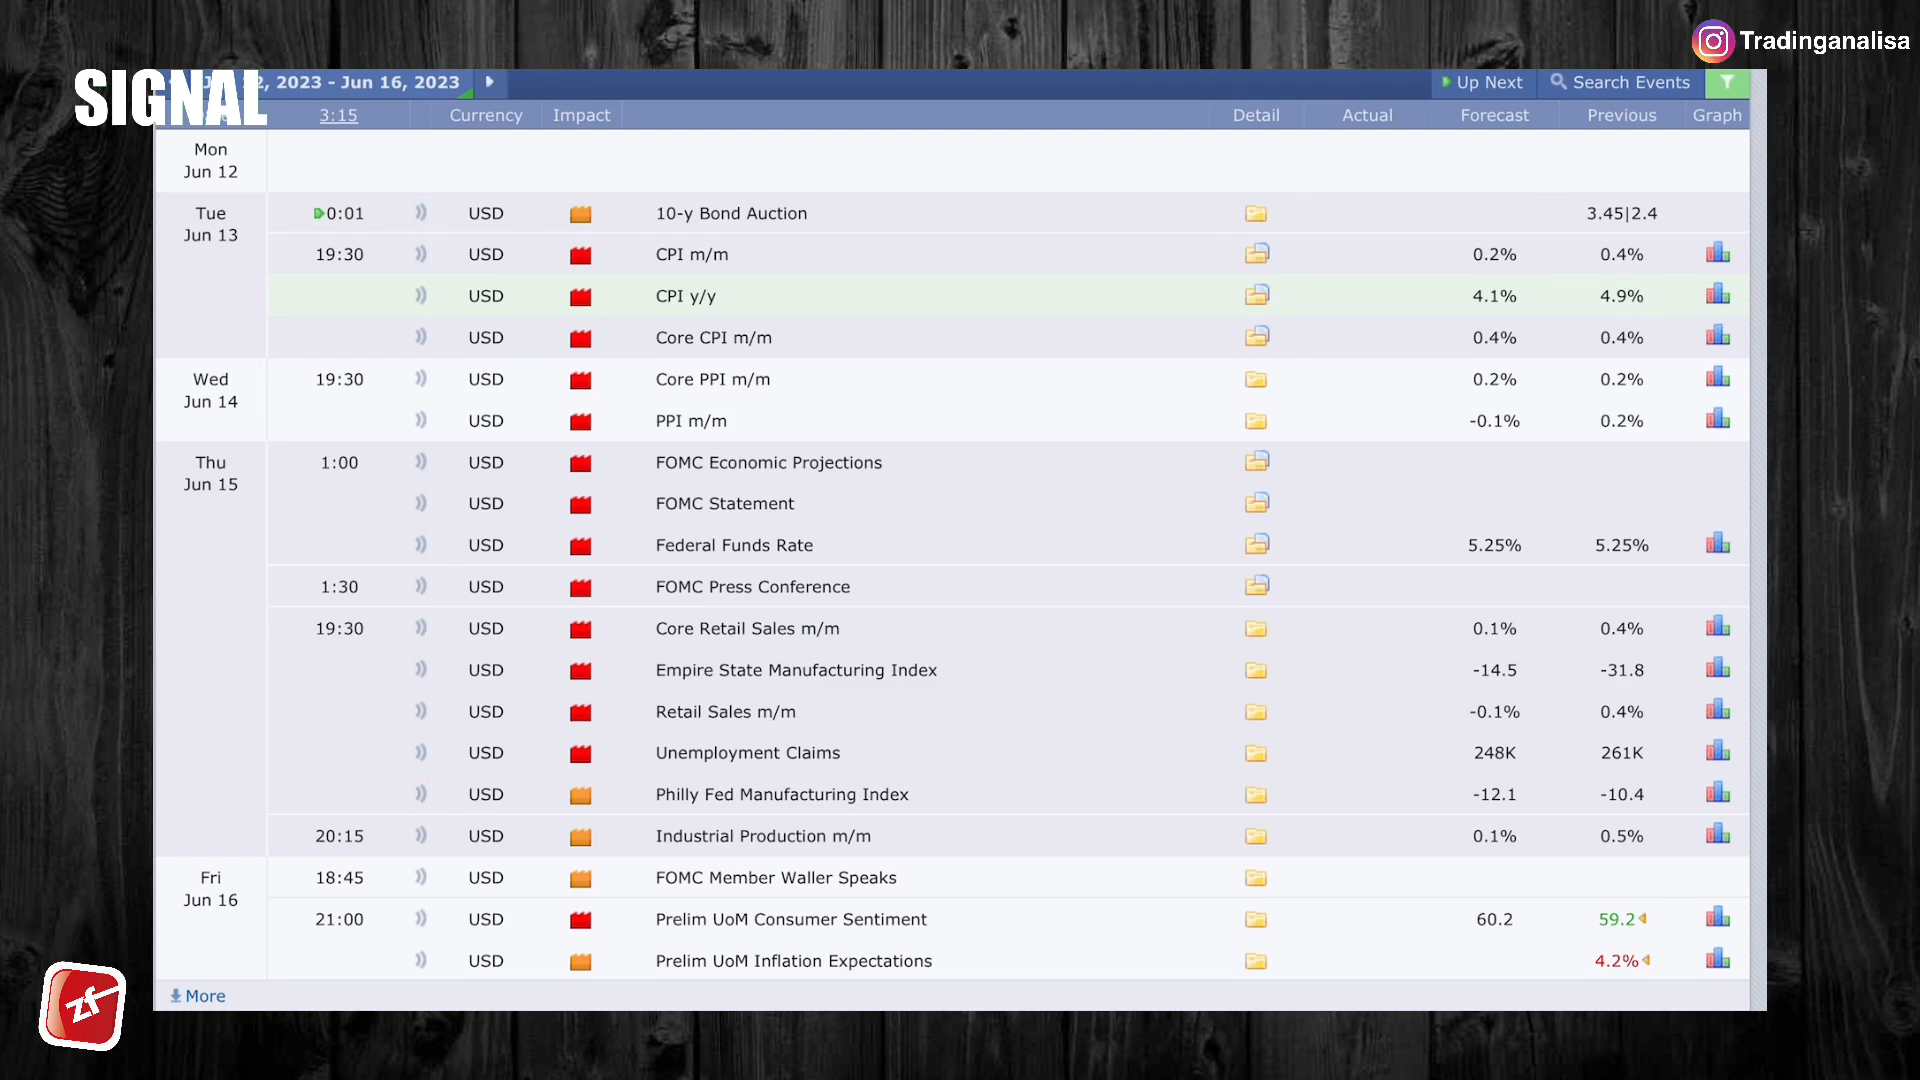 Tradinganalisa
SIGNAL
2, 2023 - Jun 16, 2023 Up Next Search Events
3:15 Currency Impact Detail Actual Forecast Previous Graph
Mon
Jun 12
Tue
Jun 13
0:01 USD 10-y Bond Auction 3.45|2.4
19:30 USD CPI m/m 0.2% 0.4%
USD CPI y/y 4.1% 4.9%
USD Core CPI m/m 0.4% 0.4%
Wed
Jun 14
19:30 USD Core PPI m/m 0.2% 0.2%
USD PPI m/m -0.1% 0.2%
Thu
Jun 15
1:00 USD FOMC Economic Projections
USD FOMC Statement
USD Federal Funds Rate 5.25% 5.25%
1:30 USD FOMC Press Conference
19:30 USD Core Retail Sales m/m 0.1% 0.4%
USD Empire State Manufacturing Index -14.5 -31.8
USD Retail Sales m/m -0.1% 0.4%
USD Unemployment Claims 248K 261K
USD Philly Fed Manufacturing Index -12.1 -10.4
20:15 USD Industrial Production m/m 0.1% 0.5%
Fri
Jun 16
18:45 USD FOMC Member Waller Speaks
21:00 USD Prelim UoM Consumer Sentiment 60.2 59.2
USD Prelim UoM Inflation Expectations 4.2%
More
zf